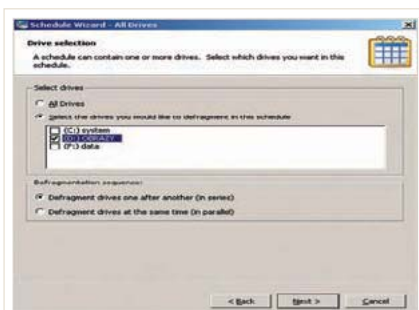 Schedule Wizard - All Drives
Drive selection
A schedule can contain one or more drives. Select which drives you want in this
schedule.
Select drives
All Drives
Select the drives you would like to defragment in this schedule
(C:) system
(D:) OBRAZY
(F:) data
Defragmentation sequence:
Defragment drives one after another (in series)
Defragment drives at the same time (in parallel)
< Back
Next >
Cancel